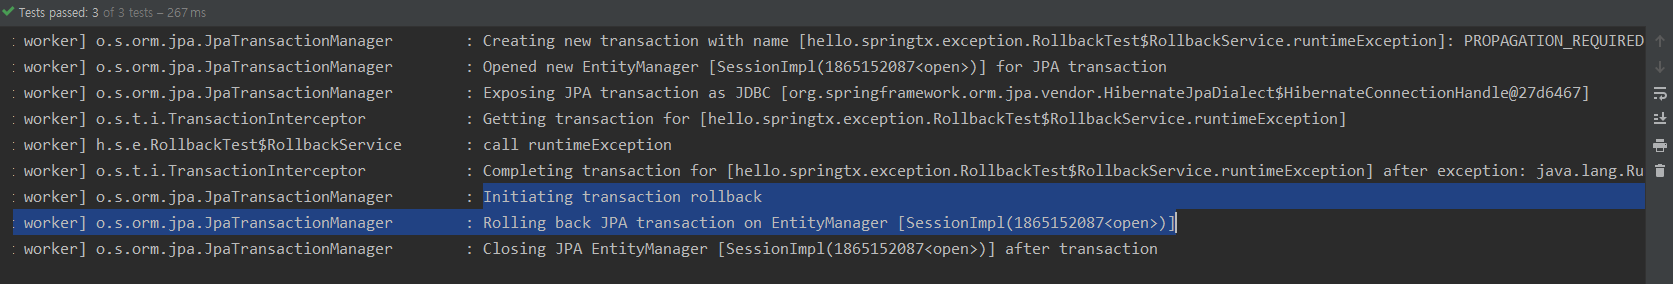 Tests passed: 3 of 3 tests – 267 ms
: worker] o.s.orm.jpa.JpaTransactionManager : Creating new transaction with name [hello.springtx.exception.RollbackTest$RollbackService.runtimeException]: PROPAGATION_REQUIRED
: worker] o.s.orm.jpa.JpaTransactionManager : Opened new EntityManager [SessionImpl(1865152087<open>)] for JPA transaction
: worker] o.s.orm.jpa.JpaTransactionManager : Exposing JPA transaction as JDBC [org.springframework.orm.jpa.vendor.HibernateJpaDialect$HibernateConnectionHandle@27d6467]
: worker] o.s.t.i.TransactionInterceptor : Getting transaction for [hello.springtx.exception.RollbackTest$RollbackService.runtimeException]
: worker] h.s.e.RollbackTest$RollbackService : call runtimeException
: worker] o.s.t.i.TransactionInterceptor : Completing transaction for [hello.springtx.exception.RollbackTest$RollbackService.runtimeException] after exception: java.lang.Ru
: worker] o.s.orm.jpa.JpaTransactionManager : Initiating transaction rollback
: worker] o.s.orm.jpa.JpaTransactionManager : Rolling back JPA transaction on EntityManager [SessionImpl(1865152087<open>)]
: worker] o.s.orm.jpa.JpaTransactionManager : Closing JPA EntityManager [SessionImpl(1865152087<open>)] after transaction